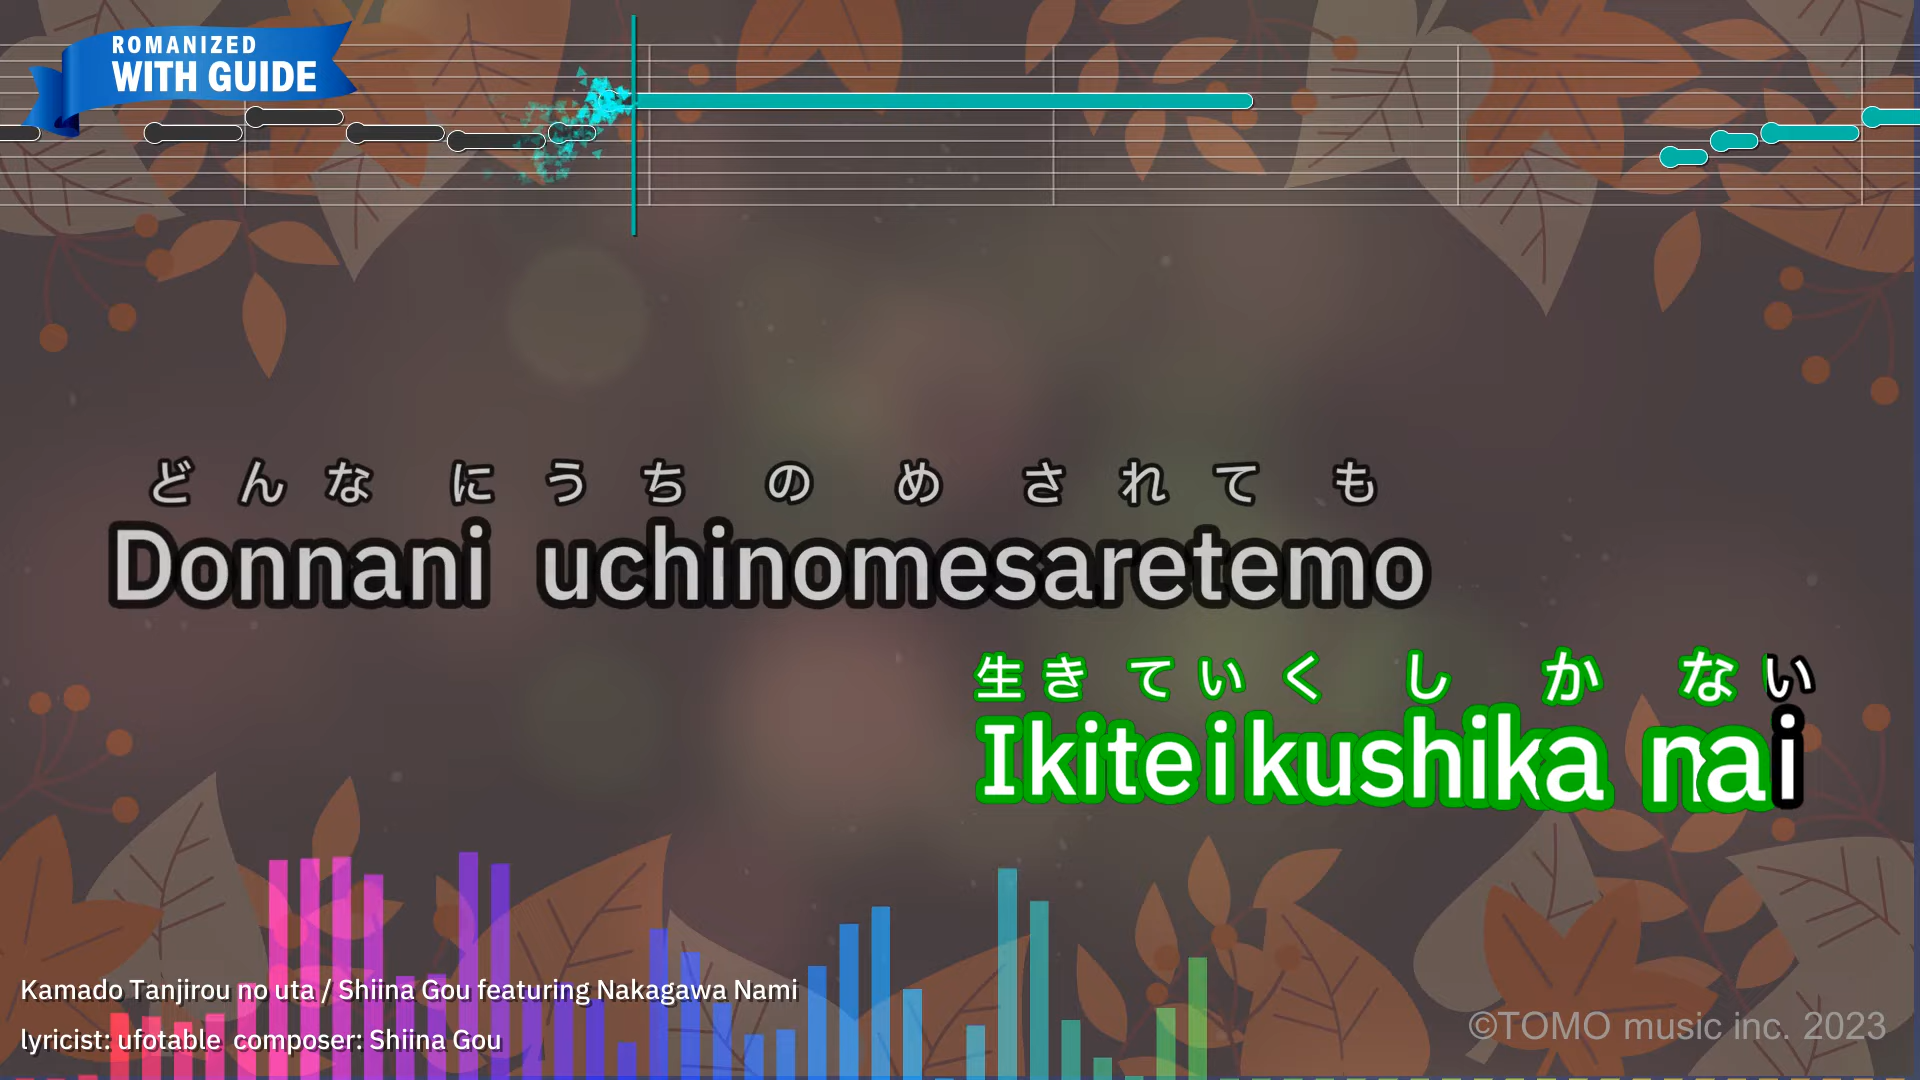 ROMANIZED
WITH GUIDE
どんなにうちのめされても
Donnani uchinomesaretemo
生きていくしかない
Ikiteikushika nai
Kamado Tanjirou no uta / Shiina Gou featuring Nakagawa Nami
lyricist: ufotable composer: Shiina Gou
©TOMO music inc. 2023